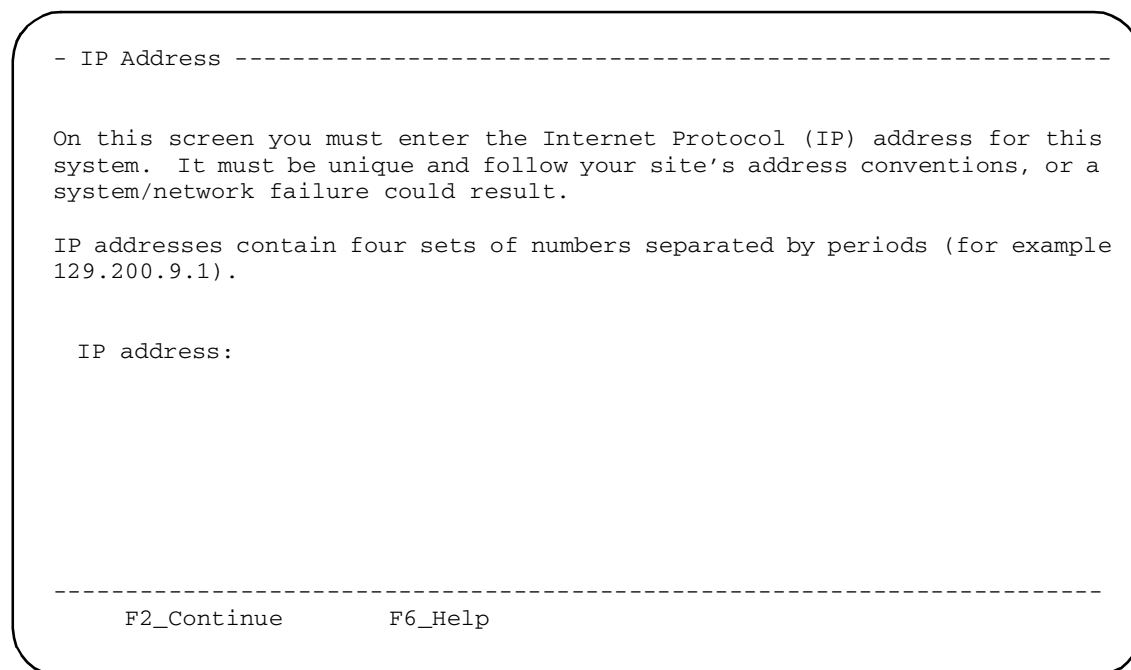 - IP Address -------------------------------------------------------------
On this screen you must enter the Internet Protocol (IP) address for this
system.  It must be unique and follow your site's address conventions, or a
system/network failure could result.
IP addresses contain four sets of numbers separated by periods (for example
129.200.9.1).
IP address:
-------------------------------------------------------------------------
F2_Continue        F6_Help